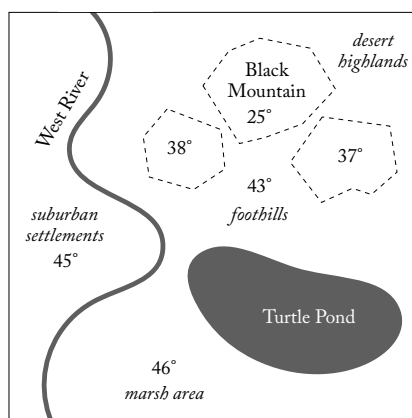 desert
highlands
Black
Mountain
25°
West River
38°
37°
43°
foothills
suburban
settlements
45°
Turtle Pond
46°
marsh area